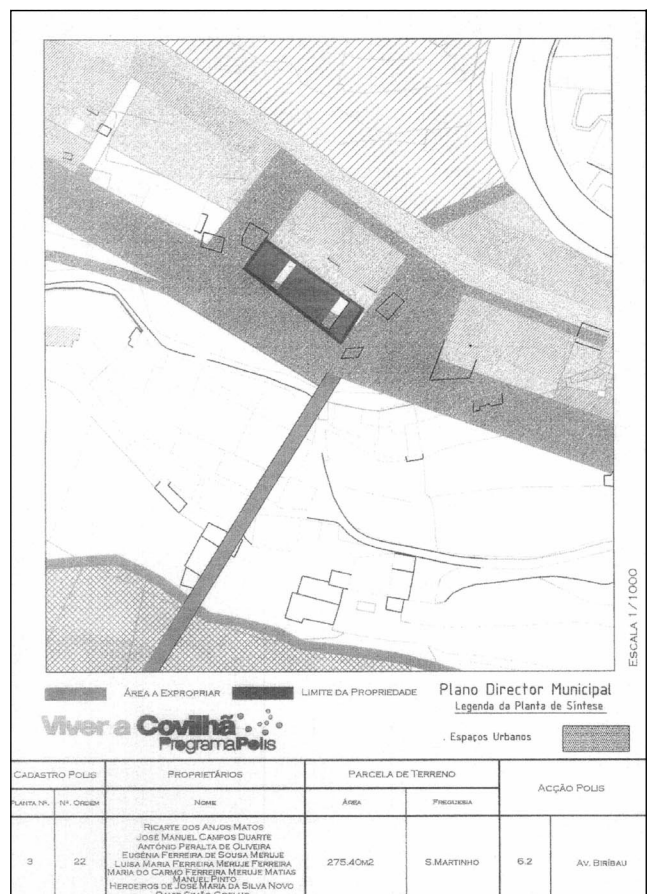 ESCALA 1/1000
ÁREA A EXPROPRIAR
LIMITE DA PROPRIEDADE
Plano Director Municipal
Legenda da Planta de Síntese
. Espaços Urbanos
Viver a Covilhã
ProgramaPolis
CADASTRO POLIS
PROPRIETÁRIOS
PARCELA DE TERRENO
ACÇÃO POLIS
PLANTA Nº.
Nº. ORDEM
NOME
ÁREA
FREGUESIA
3
22
RICARTE DOS ANJOS MATOS
JOSÉ MANUEL CAMPOS DUARTE
ANTÓNIO PERALTA DE OLIVEIRA
EUGÉNIA FERREIRA DE SOUSA MERUJE
LUISA MARIA FERREIRA MERUJE FERREIRA
MARIA DO CARMO FERREIRA MERUJE MATIAS
MANUEL PINTO
HERDEIROS DE JOSÉ MARIA DA SILVA NOVO
275.40M2
S.MARTINHO
6.2
AV. BIRIBAU